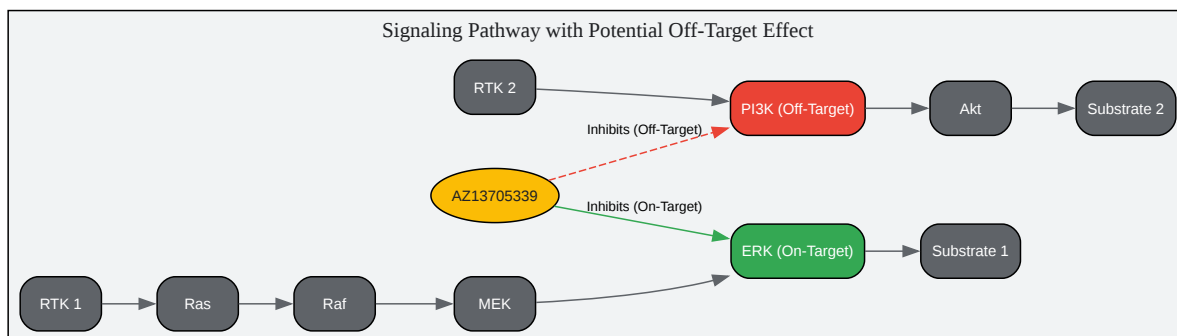 Signaling Pathway with Potential Off-Target Effect
RTK 2
PI3K (Off-Target)
Akt
Substrate 2
Inhibits (Off-Target)
AZ13705339
Inhibits (On-Target)
ERK (On-Target)
Substrate 1
RTK 1
Ras
Raf
MEK